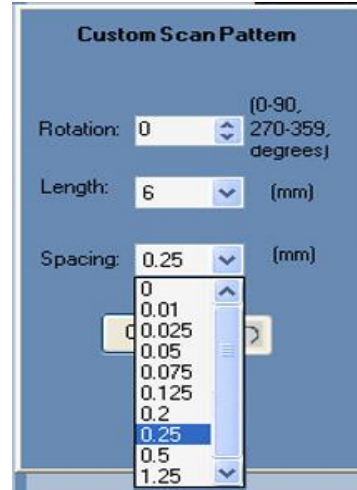 Custom Scan Pattern
(0-90,
Rotation: 0 270-359,
degrees)
Length: 6 (mm)
Spacing: 0.25 (mm)
0
0.01
0.025
0.05
0.075
0.125
0.2
0.25
0.5
1.25